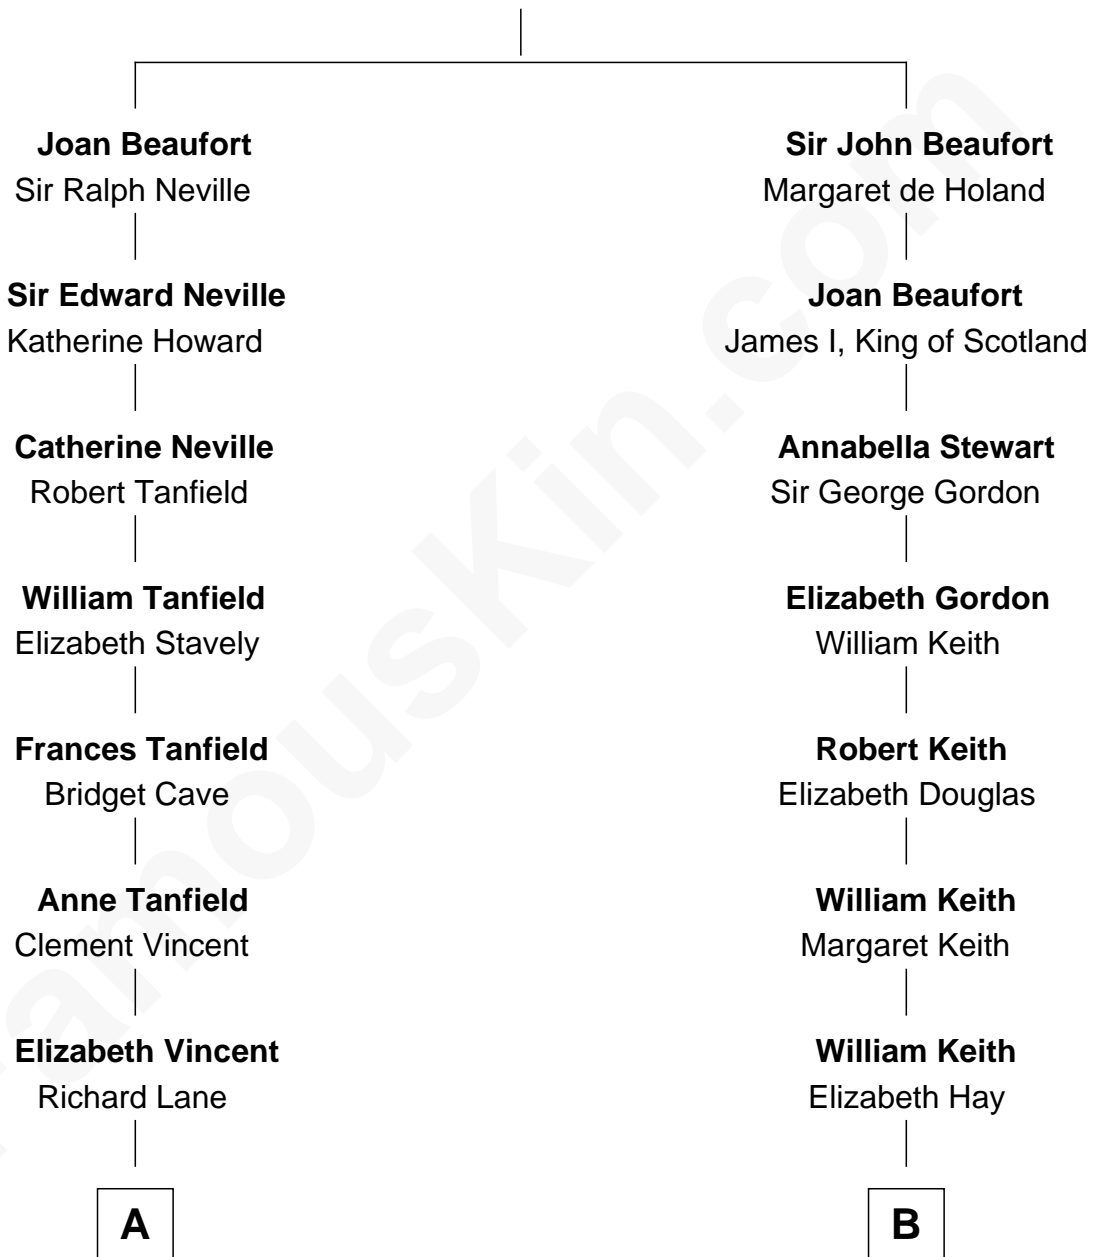 Joan Beaufort
Sir Ralph Neville
Sir Edward Neville
Katherine Howard
Catherine Neville
Robert Tanfield
William Tanfield
Elizabeth Stavely
Frances Tanfield
Bridget Cave
Anne Tanfield
Clement Vincent
Elizabeth Vincent
Richard Lane
A
Sir John Beaufort
Margaret de Holand
Joan Beaufort
James I, King of Scotland
Annabella Stewart
Sir George Gordon
Elizabeth Gordon
William Keith
Robert Keith
Elizabeth Douglas
William Keith
Margaret Keith
William Keith
Elizabeth Hay
B
FamousKin.com